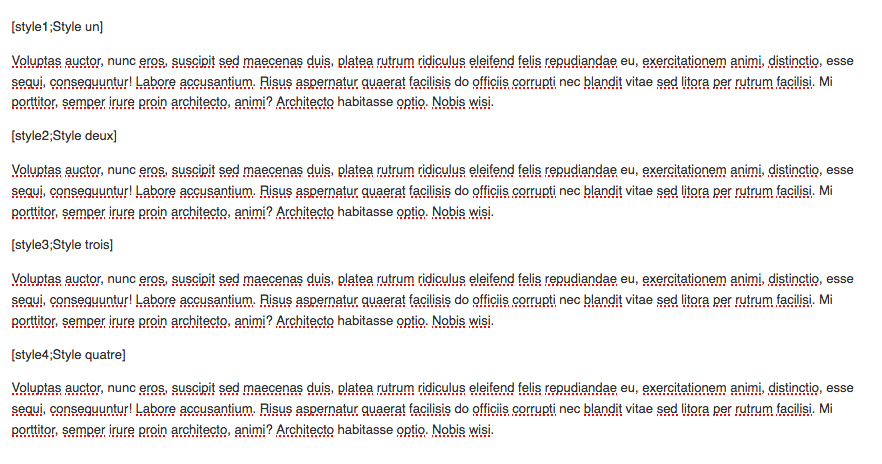 [style1;Style un]
Voluptas auctor, nunc eros, suscipit sed maecenas duis, platea rutrum ridiculus eleifend felis repudiandae eu, exercitationem animi, distinctio, esse
sequi, consequuntur! Labore accusantium. Risus aspernatur quaerat facilisis do officiis corrupti nec blandit vitae sed litora per rutrum facilisi. Mi
porttitor, semper irure proin architecto, animi? Architecto habitasse optio. Nobis wisi.
[style2;Style deux]
Voluptas auctor, nunc eros, suscipit sed maecenas duis, platea rutrum ridiculus eleifend felis repudiandae eu, exercitationem animi, distinctio, esse
sequi, consequuntur! Labore accusantium. Risus aspernatur quaerat facilisis do officiis corrupti nec blandit vitae sed litora per rutrum facilisi. Mi
porttitor, semper irure proin architecto, animi? Architecto habitasse optio. Nobis wisi.
[style3;Style trois]
Voluptas auctor, nunc eros, suscipit sed maecenas duis, platea rutrum ridiculus eleifend felis repudiandae eu, exercitationem animi, distinctio, esse
sequi, consequuntur! Labore accusantium. Risus aspernatur quaerat facilisis do officiis corrupti nec blandit vitae sed litora per rutrum facilisi. Mi
porttitor, semper irure proin architecto, animi? Architecto habitasse optio. Nobis wisi.
[style4;Style quatre]
Voluptas auctor, nunc eros, suscipit sed maecenas duis, platea rutrum ridiculus eleifend felis repudiandae eu, exercitationem animi, distinctio, esse
sequi, consequuntur! Labore accusantium. Risus aspernatur quaerat facilisis do officiis corrupti nec blandit vitae sed litora per rutrum facilisi. Mi
porttitor, semper irure proin architecto, animi? Architecto habitasse optio. Nobis wisi.